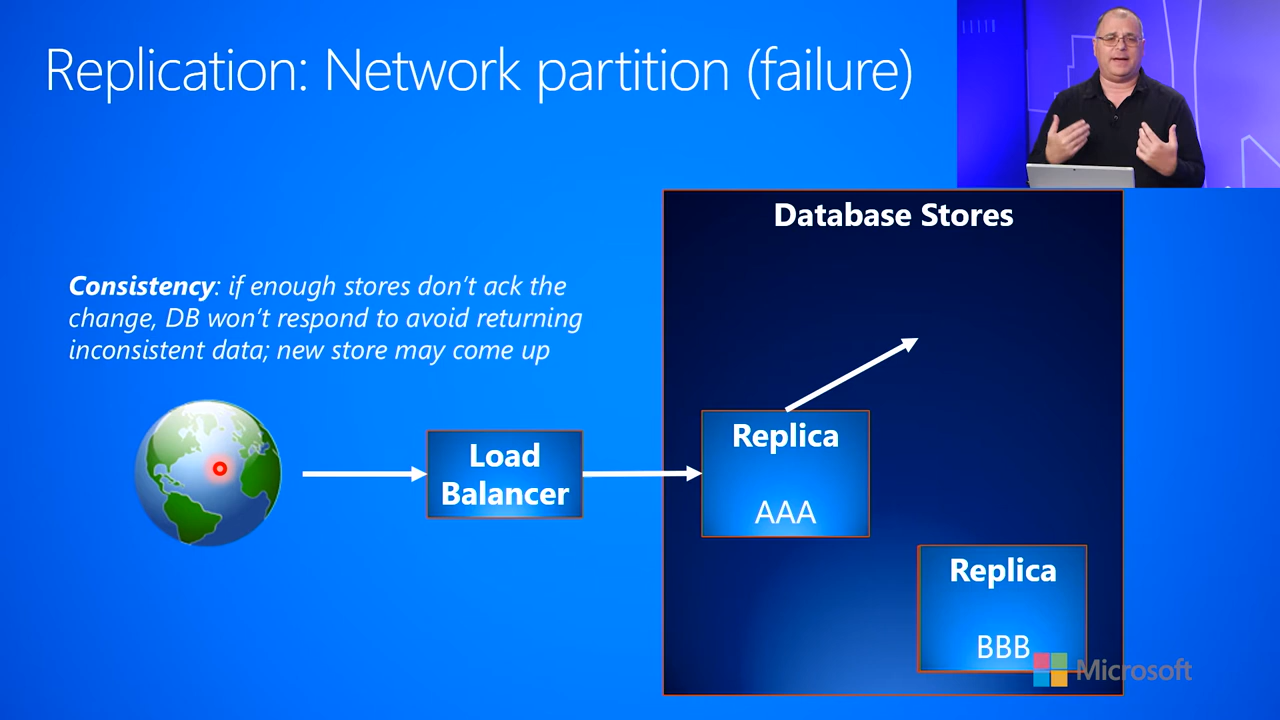 Replication: Network partition (failure)
Database Stores
Consistency: if enough stores don't ack the
change, DB won't respond to avoid returning
inconsistent data; new store may come up
Load
Balancer
Replica
AAA
Replica
BBB
Microsoft